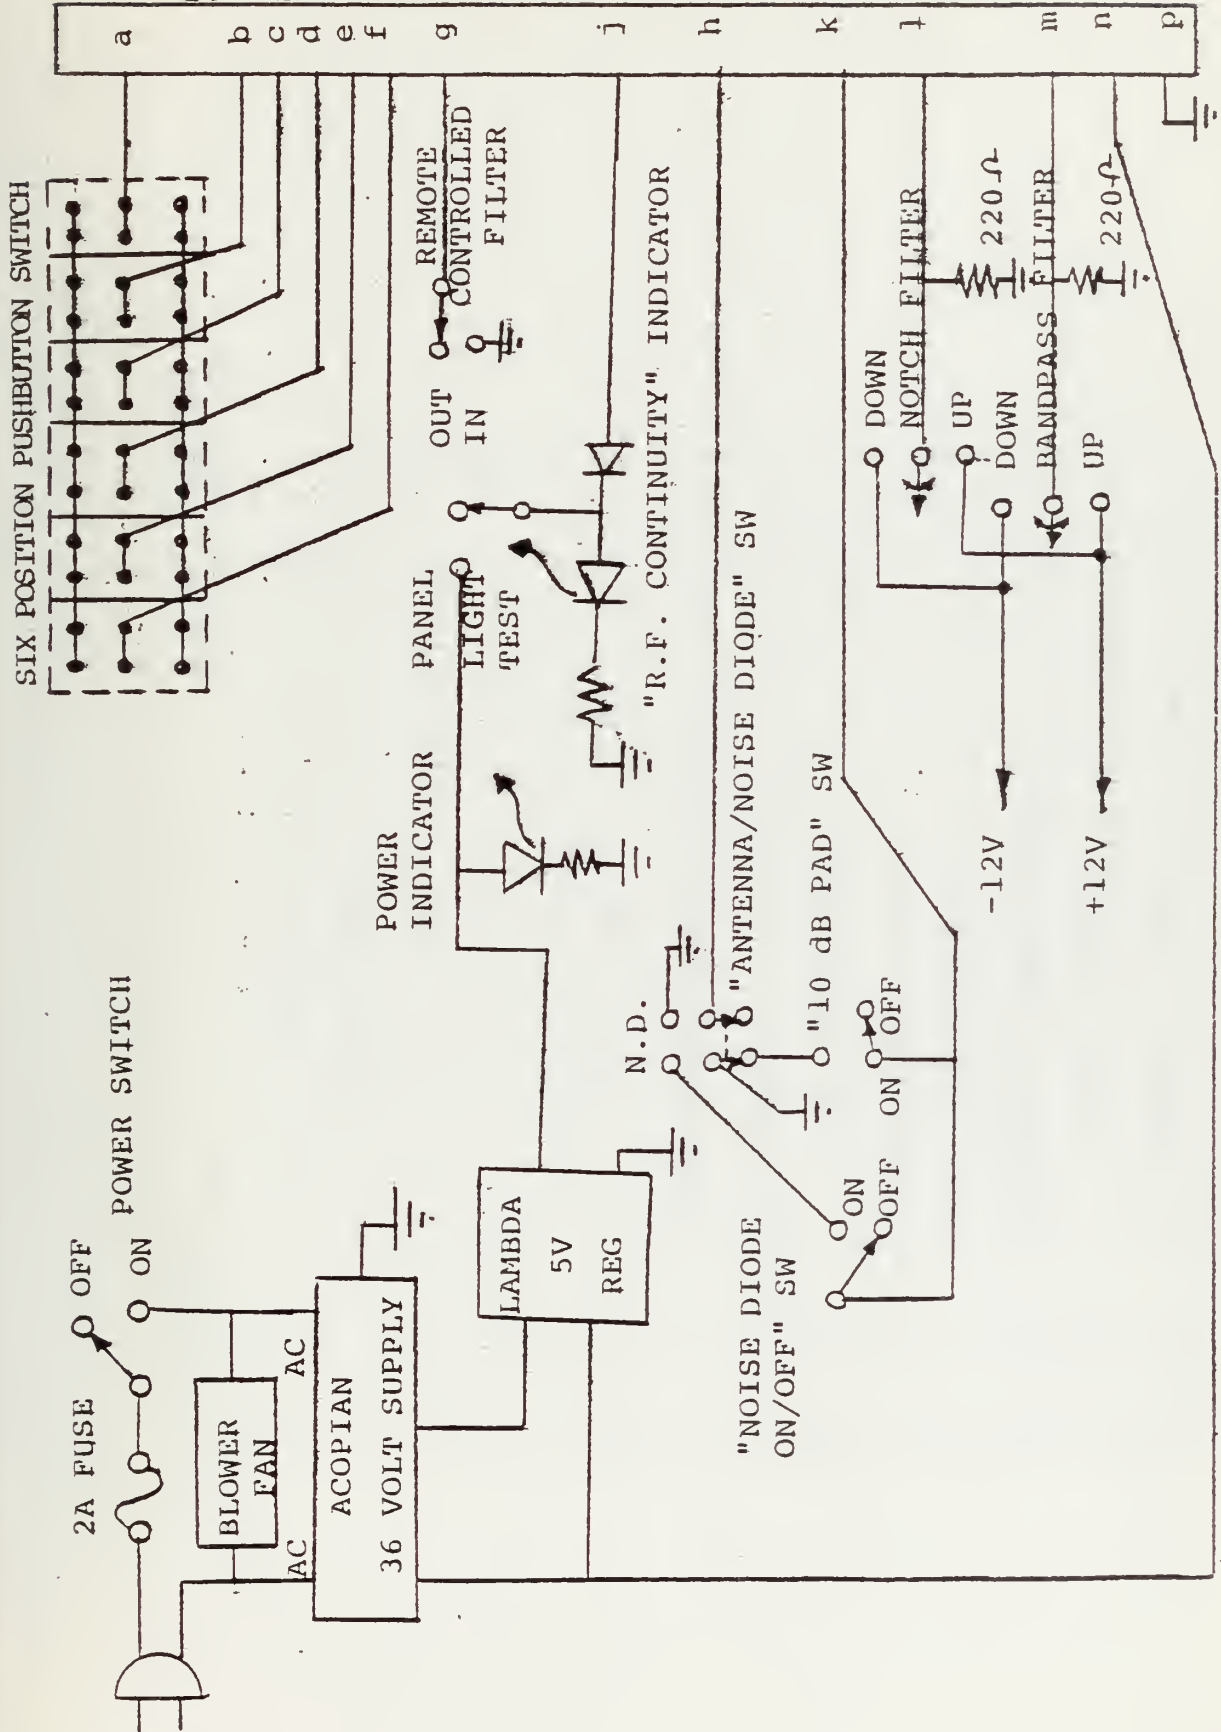 a
b
c
d
e
f
g
j
h
k
l
m
n
p
SIX POSITION PUSHBUTTON SWITCH
REMOTE
CONTROLLED
FILTER
OUT
IN
PANEL
LIGHT
TEST
"R.F. CONTINUITY" INDICATOR
POWER
INDICATOR
POWER SWITCH
OFF
ON
2A FUSE
BLOWER
FAN
AC
AC
ACOPIAN
36 VOLT SUPPLY
LAMBDA
5V
REG
N.D.
"ANTENNA/NOISE DIODE" SW
"10 dB PAD" SW
ON
OFF
"NOISE DIODE
ON/OFF" SW
ON
OFF
DOWN
NOTCH FILTER
UP
220Ω
DOWN
BANDPASS FILTER
UP
220Ω
-12V
+12V